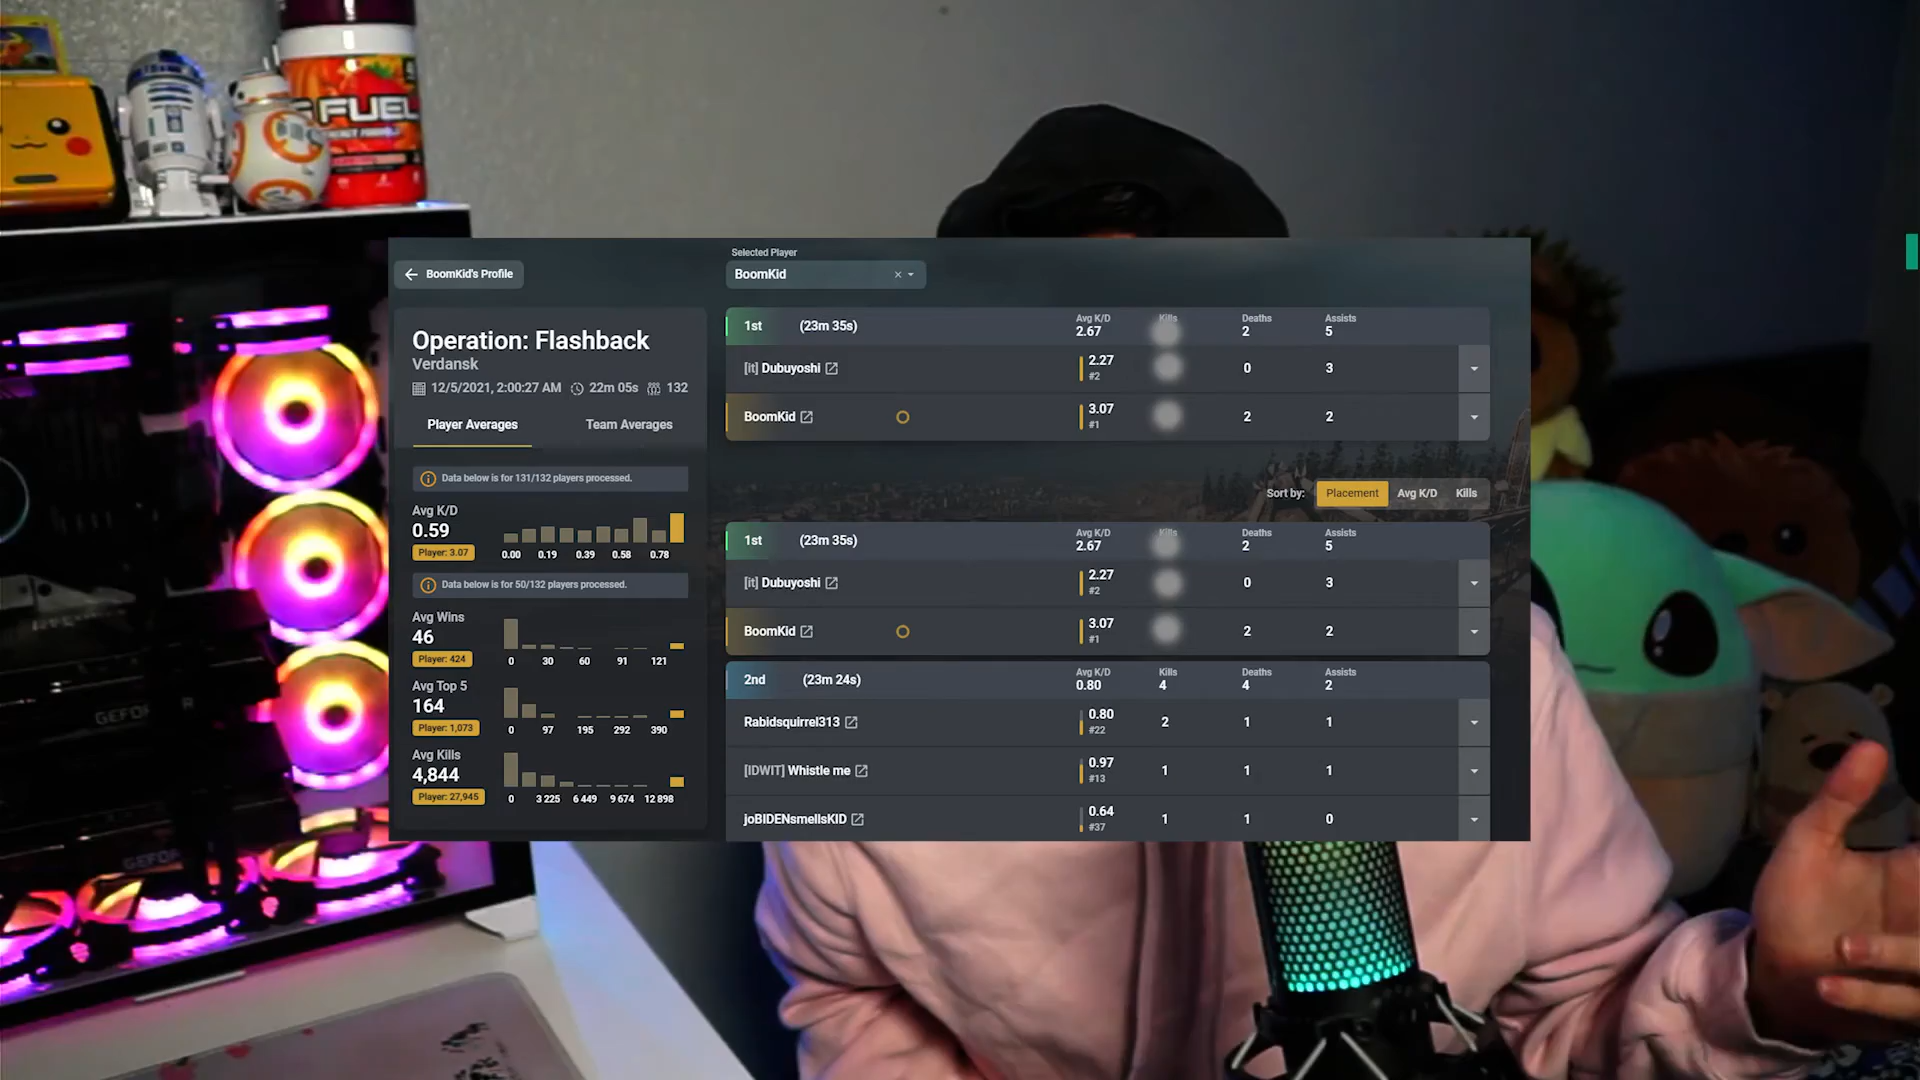 FUEL
ENERGY FORMULA
Selected Player
BoomKid's Profile
BoomKid
Operation: Flashback
Verdansk
12/5/2021, 2:00:27 AM 22m 05s 132
Player Averages Team Averages
Data below is for 131/132 players processed.
Avg K/D
0.59
Player: 3.07
0.00 0.19 0.39 0.58 0.78
Data below is for 50/132 players processed.
Avg Wins
46
Player: 424
0 30 60 91 121
Avg Top 5
164
Player: 1,073
0 97 195 292 390
Avg Kills
4,844
Player: 27,945
0 3 225 6 449 9 674 12 898
1st (23m 35s) Avg K/D 2.67 Kills Deaths 2 Assists 5
[it] Dubuyoshi 2.27 #2 0 3
BoomKid 3.07 #1 2 2
Sort by: Placement Avg K/D Kills
1st (23m 35s) Avg K/D 2.67 Kills Deaths 2 Assists 5
[it] Dubuyoshi 2.27 #2 0 3
BoomKid 3.07 #1 2 2
2nd (23m 24s) Avg K/D 0.80 Kills 4 Deaths 4 Assists 2
Rabidsquirrel313 0.80 #22 2 1 1
[IDWIT] Whistle me 0.97 #13 1 1 1
joBIDENsmellsKID 0.64 #37 1 1 0